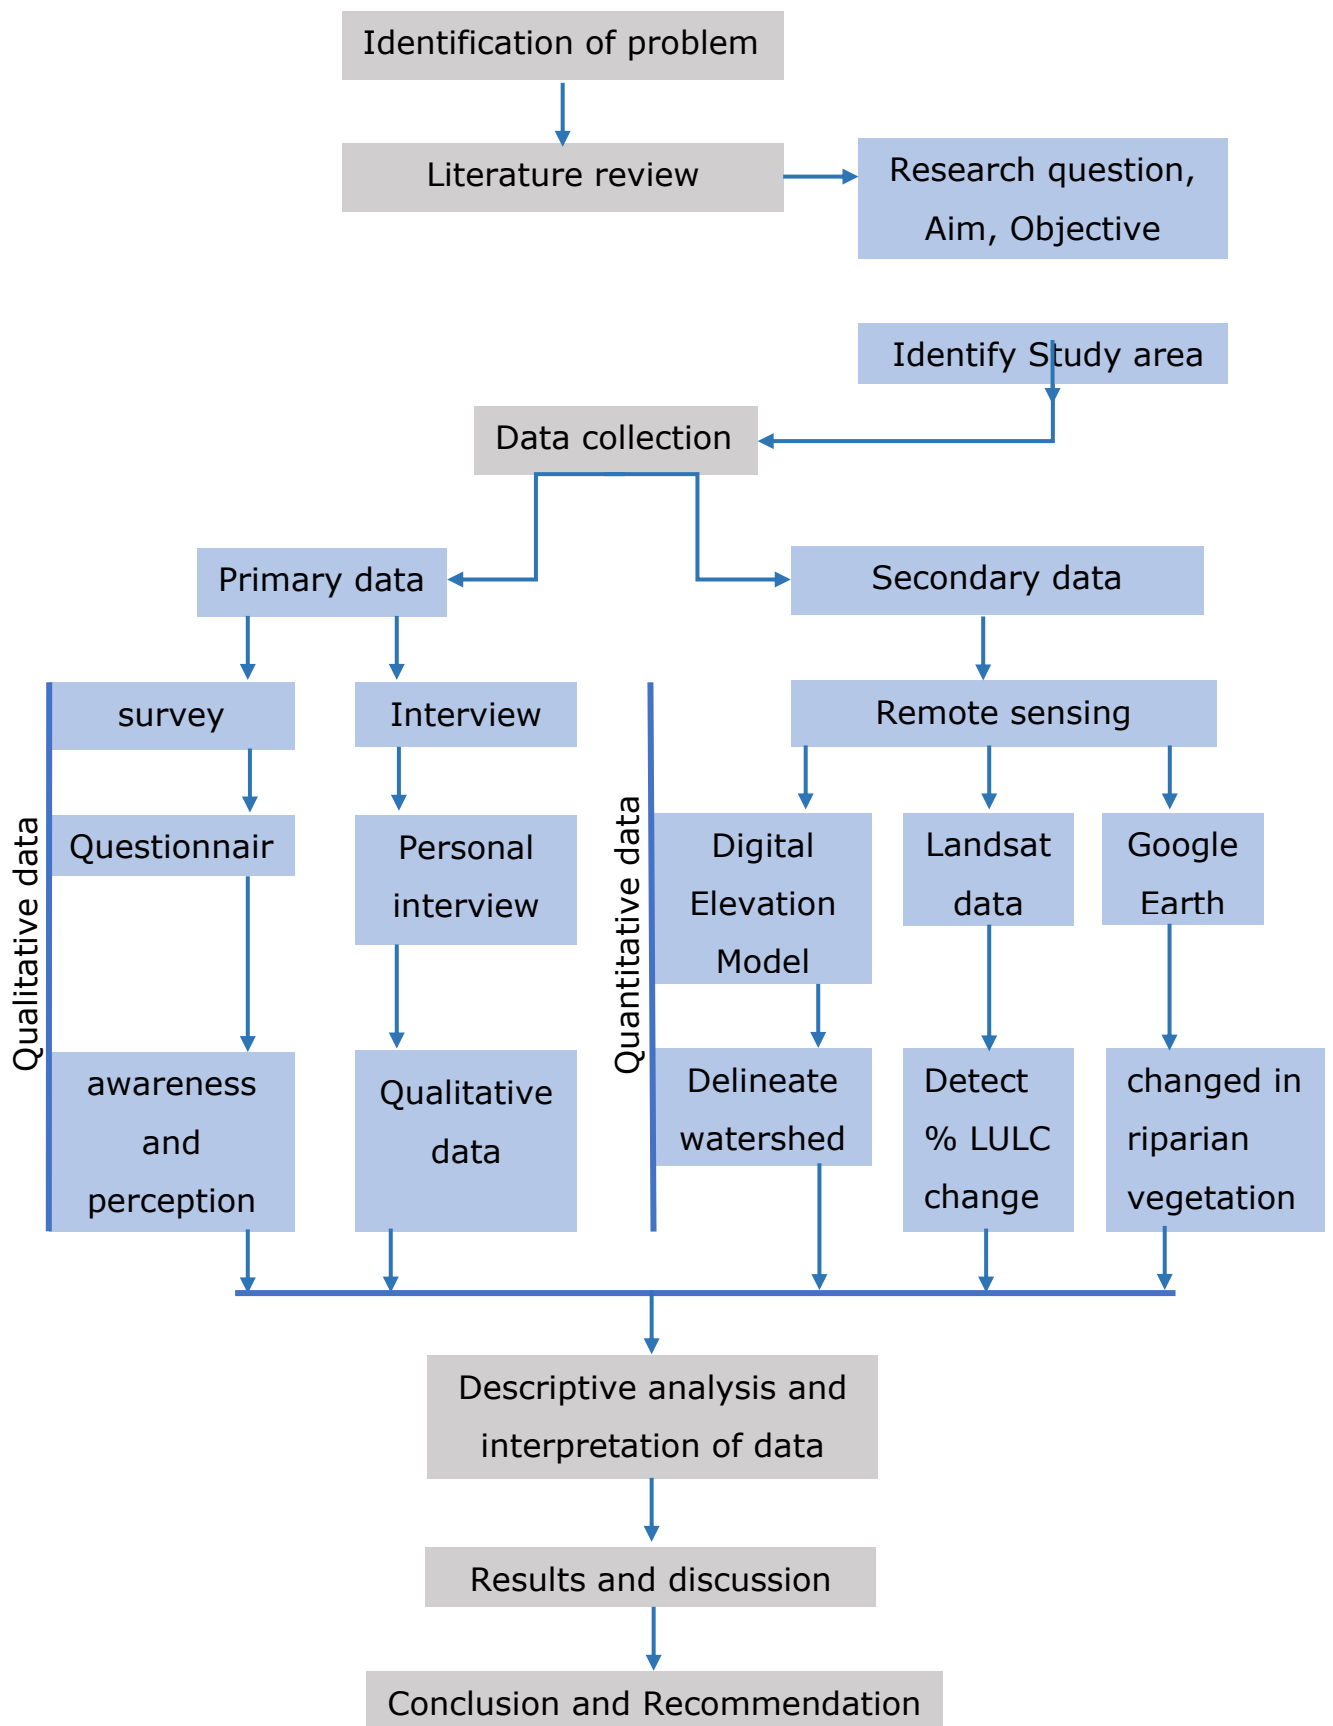 Identification of problem
Literature review
Research question,
Aim, Objective
Identify Study area
Data collection
Primary data
Secondary data
Qualitative data
survey
Interview
Quantitative data
Remote sensing
Questionnair
Personal
interview
Digital
Elevation
Model
Landsat
data
Google
Earth
awareness
and
perception
Qualitative
data
Delineate
watershed
Detect
% LULC
change
changed in
riparian
vegetation
Descriptive analysis and
interpretation of data
Results and discussion
Conclusion and Recommendation